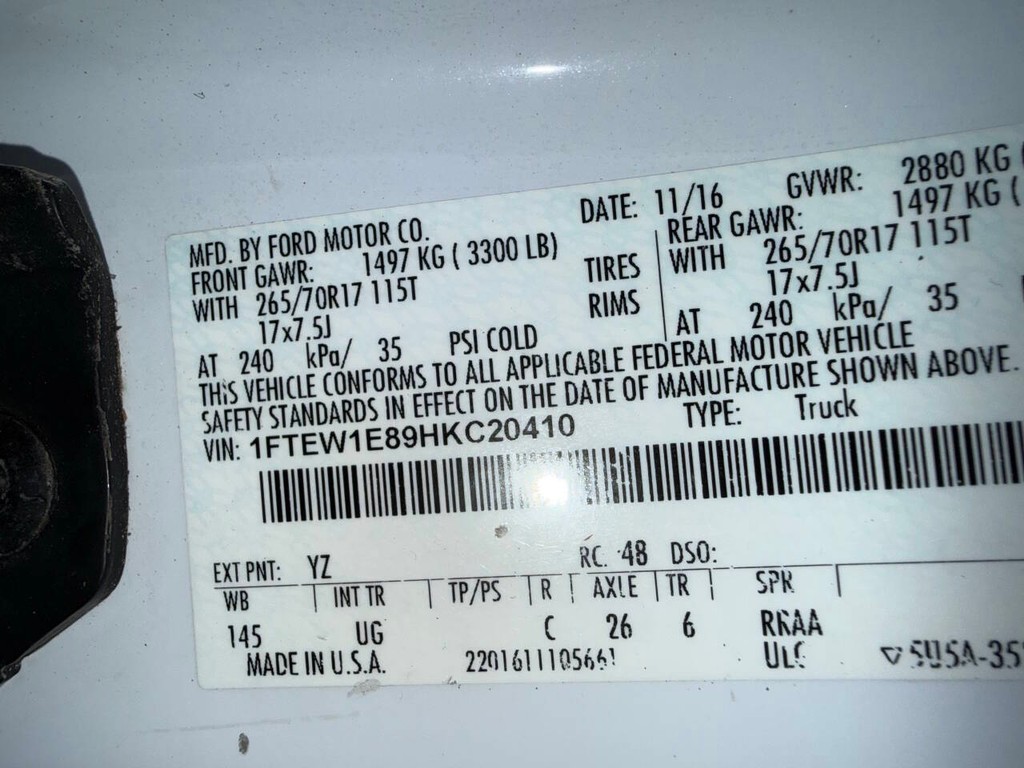 MFD. BY FORD MOTOR CO. DATE: 11/16 GVWR: 2880 KG (
FRONT GAWR: 1497 KG ( 3300 LB) REAR GAWR: 1497 KG (
WITH 265/70R17 115T TIRES WITH 265/70R17 115T
17x7.5J RIMS 17x7.5J
AT 240 kPa/ 35 PSI COLD AT 240 kPa/ 35
THIS VEHICLE CONFORMS TO ALL APPLICABLE FEDERAL MOTOR VEHICLE
SAFETY STANDARDS IN EFFECT ON THE DATE OF MANUFACTURE SHOWN ABOVE.
VIN: 1FTEW1E89HKC20410 TYPE: Truck
EXT PNT: YZ RC: 48 DSO:
WB INT TR TP/PS R AXLE TR SPR
145 UG C 26 6 RRAA
MADE IN U.S.A. 2201611105661 ULC